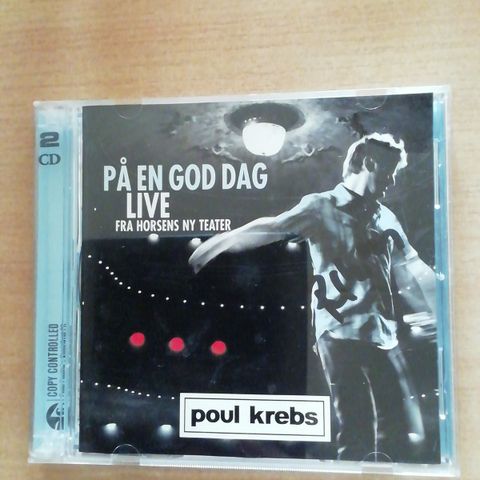 2
CD
PÅ EN GOD DAG
LIVE
FRA HORSENS NY TEATER
poul krebs
COPY CONTROLLED